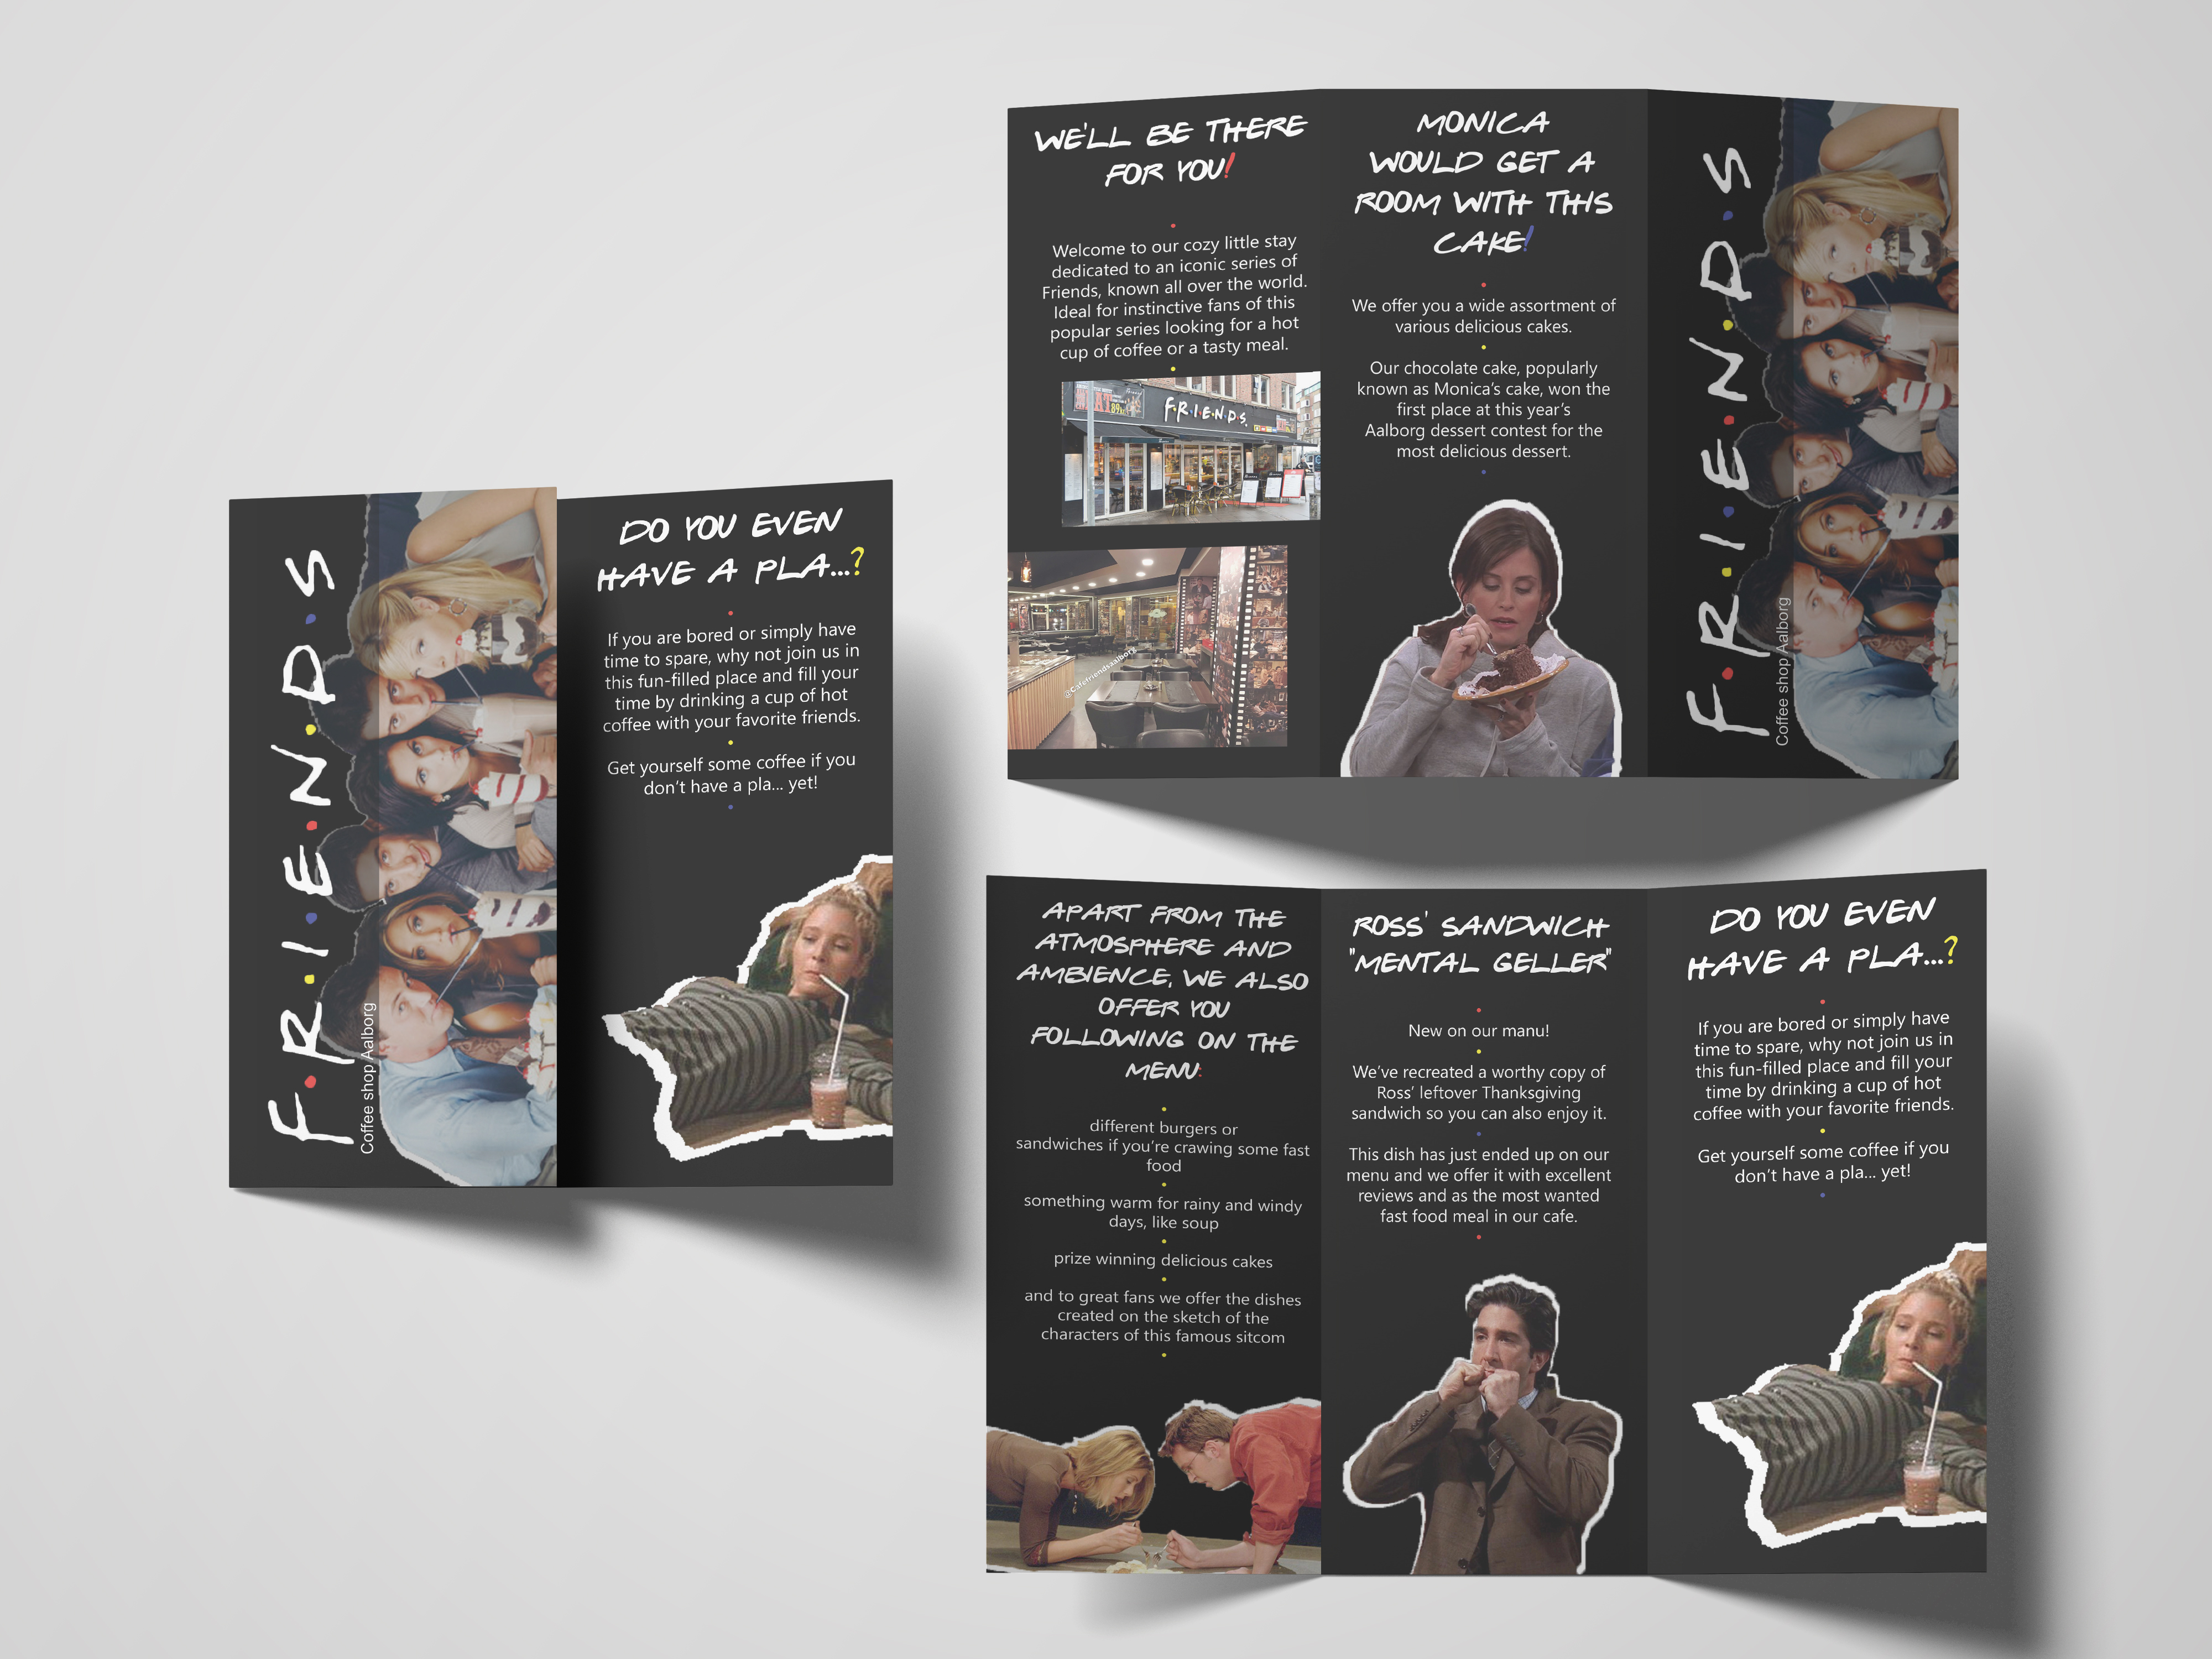 F.R.I.E.N.D.S
Coffee shop Aalborg
DO YOU EVEN
HAVE A PLA...?
If you are bored or simply have
time to spare, why not join us in
this fun-filled place and fill your
time by drinking a cup of hot
coffee with your favorite friends.
Get yourself some coffee if you
don't have a pla... yet!
WE'LL BE THERE
FOR YOU!
Welcome to our cozy little stay
dedicated to an iconic series of
Friends, known all over the world.
Ideal for instinctive fans of this
popular series looking for a hot
cup of coffee or a tasty meal.
F.R.I.E.N.D.S.
89
@Cafefriendsaalborg
MONICA
WOULD GET A
ROOM WITH THIS
CAKE!
We offer you a wide assortment of
various delicious cakes.
Our chocolate cake, popularly
known as Monica's cake, won the
first place at this year's
Aalborg dessert contest for the
most delicious dessert.
F.R.I.E.N.D.S
Coffee shop Aalborg
APART FROM THE
ATMOSPHERE AND
AMBIENCE, WE ALSO
OFFER YOU
FOLLOWING ON THE
MENU:
different burgers or
sandwiches if you're crawing some fast
food
something warm for rainy and windy
days, like soup
prize winning delicious cakes
and to great fans we offer the dishes
created on the sketch of the
characters of this famous sitcom
ROSS' SANDWICH
"MENTAL GELLER"
New on our manu!
We've recreated a worthy copy of
Ross' leftover Thanksgiving
sandwich so you can also enjoy it.
This dish has just ended up on our
menu and we offer it with excellent
reviews and as the most wanted
fast food meal in our cafe.
DO YOU EVEN
HAVE A PLA...?
If you are bored or simply have
time to spare, why not join us in
this fun-filled place and fill your
time by drinking a cup of hot
coffee with your favorite friends.
Get yourself some coffee if you
don't have a pla... yet!